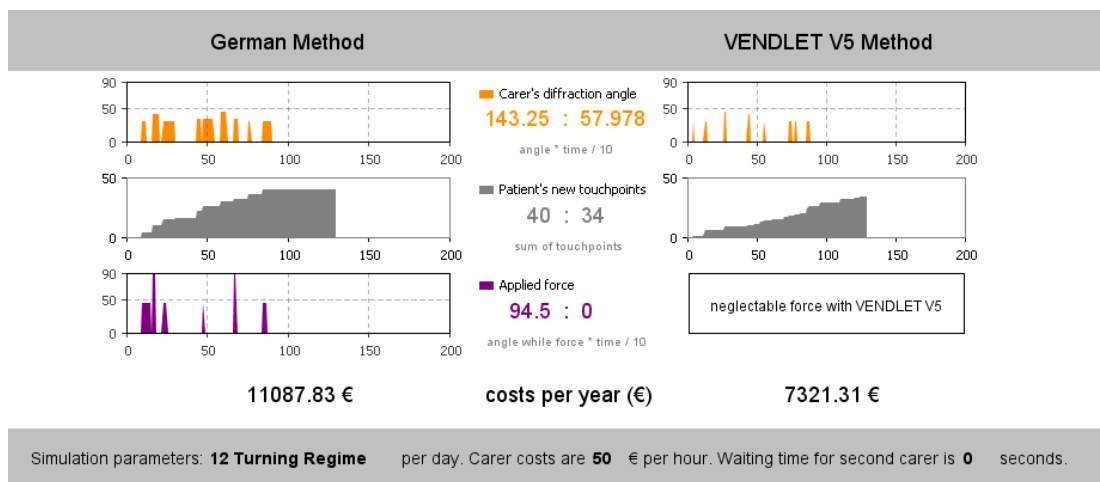 German Method
VENDLET V5 Method
90
50
0
0 50 100 150 200
Carer's diffraction angle
143.25 : 57.978
angle * time / 10
90
50
0
0 50 100 150 200
50
0
0 50 100 150 200
Patient's new touchpoints
40 : 34
sum of touchpoints
50
0
0 50 100 150 200
90
50
0
0 50 100 150 200
Applied force
94.5 : 0
angle while force * time / 10
neglectable force with VENDLET V5
11087.83 € costs per year (€) 7321.31 €
Simulation parameters: 12 Turning Regime per day. Carer costs are 50 € per hour. Waiting time for second carer is 0 seconds.